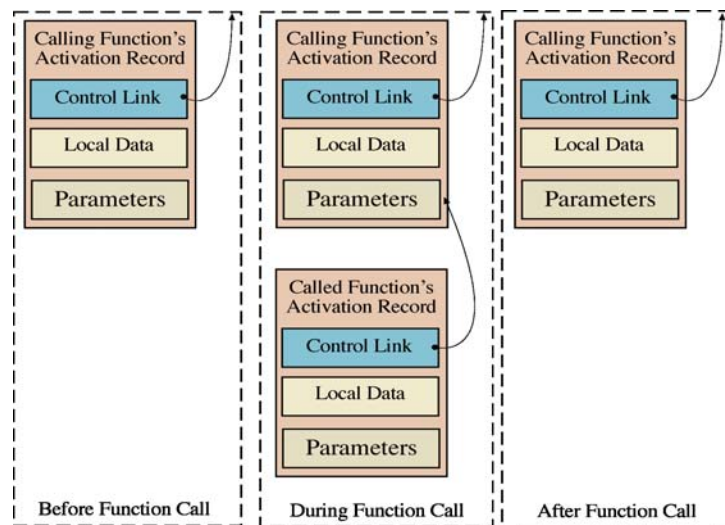 Calling Function's
Activation Record
Control Link
Local Data
Parameters
Before Function Call
Calling Function's
Activation Record
Control Link
Local Data
Parameters
Called Function's
Activation Record
Control Link
Local Data
Parameters
During Function Call
Calling Function's
Activation Record
Control Link
Local Data
Parameters
After Function Call